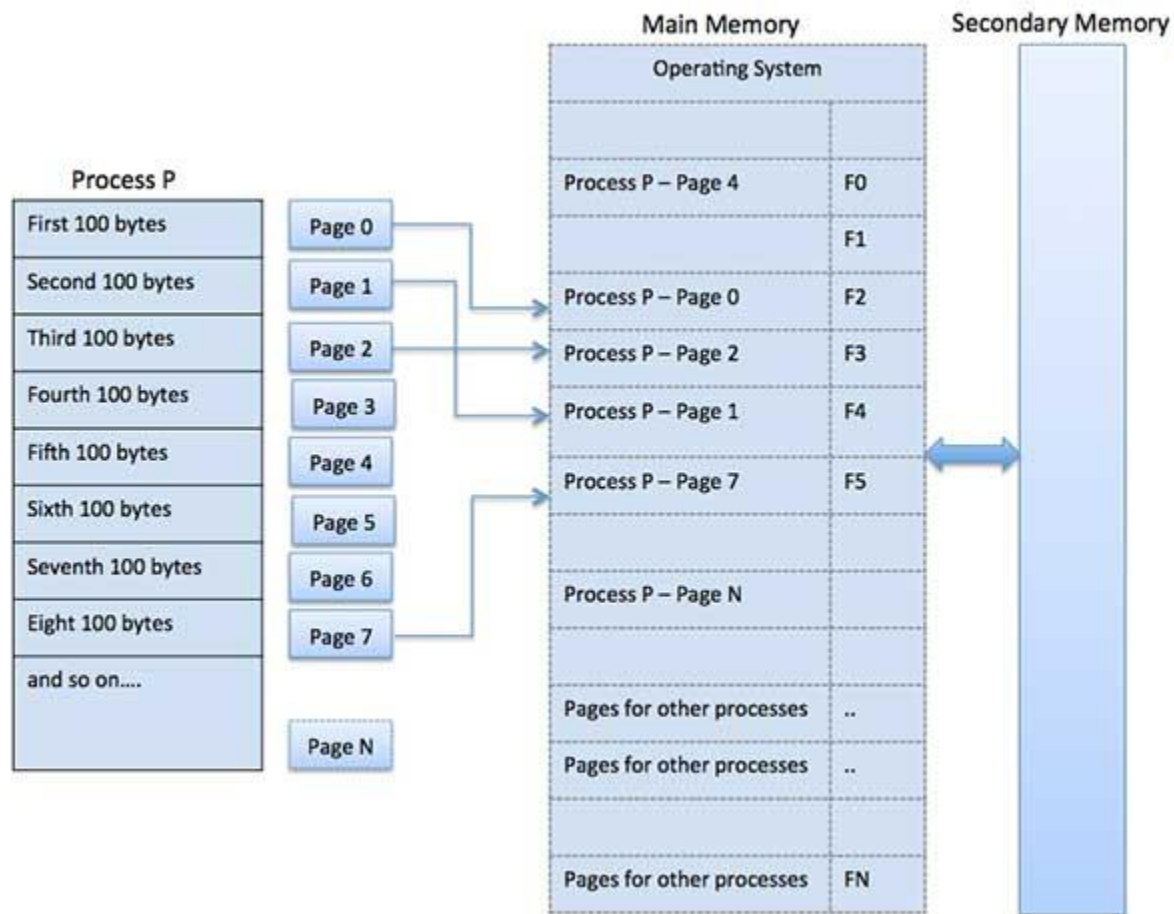 Main Memory
Secondary Memory
Operating System
Process P
First 100 bytes
Second 100 bytes
Third 100 bytes
Fourth 100 bytes
Fifth 100 bytes
Sixth 100 bytes
Seventh 100 bytes
Eight 100 bytes
and so on....
Page 0
Page 1
Page 2
Page 3
Page 4
Page 5
Page 6
Page 7
Page N
Process P – Page 4 F0
F1
Process P – Page 0 F2
Process P – Page 2 F3
Process P – Page 1 F4
Process P – Page 7 F5
Process P – Page N
Pages for other processes ..
Pages for other processes ..
Pages for other processes FN